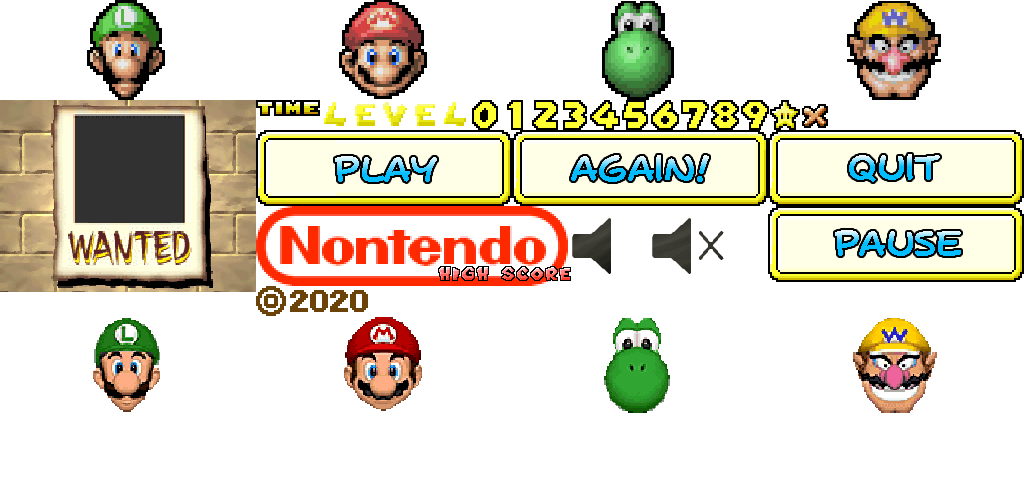 L
M
W
TIME LEVEL 0123456789
PLAY
AGAIN!
QUIT
WANTED
Nontendo
HIGH SCORE
PAUSE
©2020
L
M
W